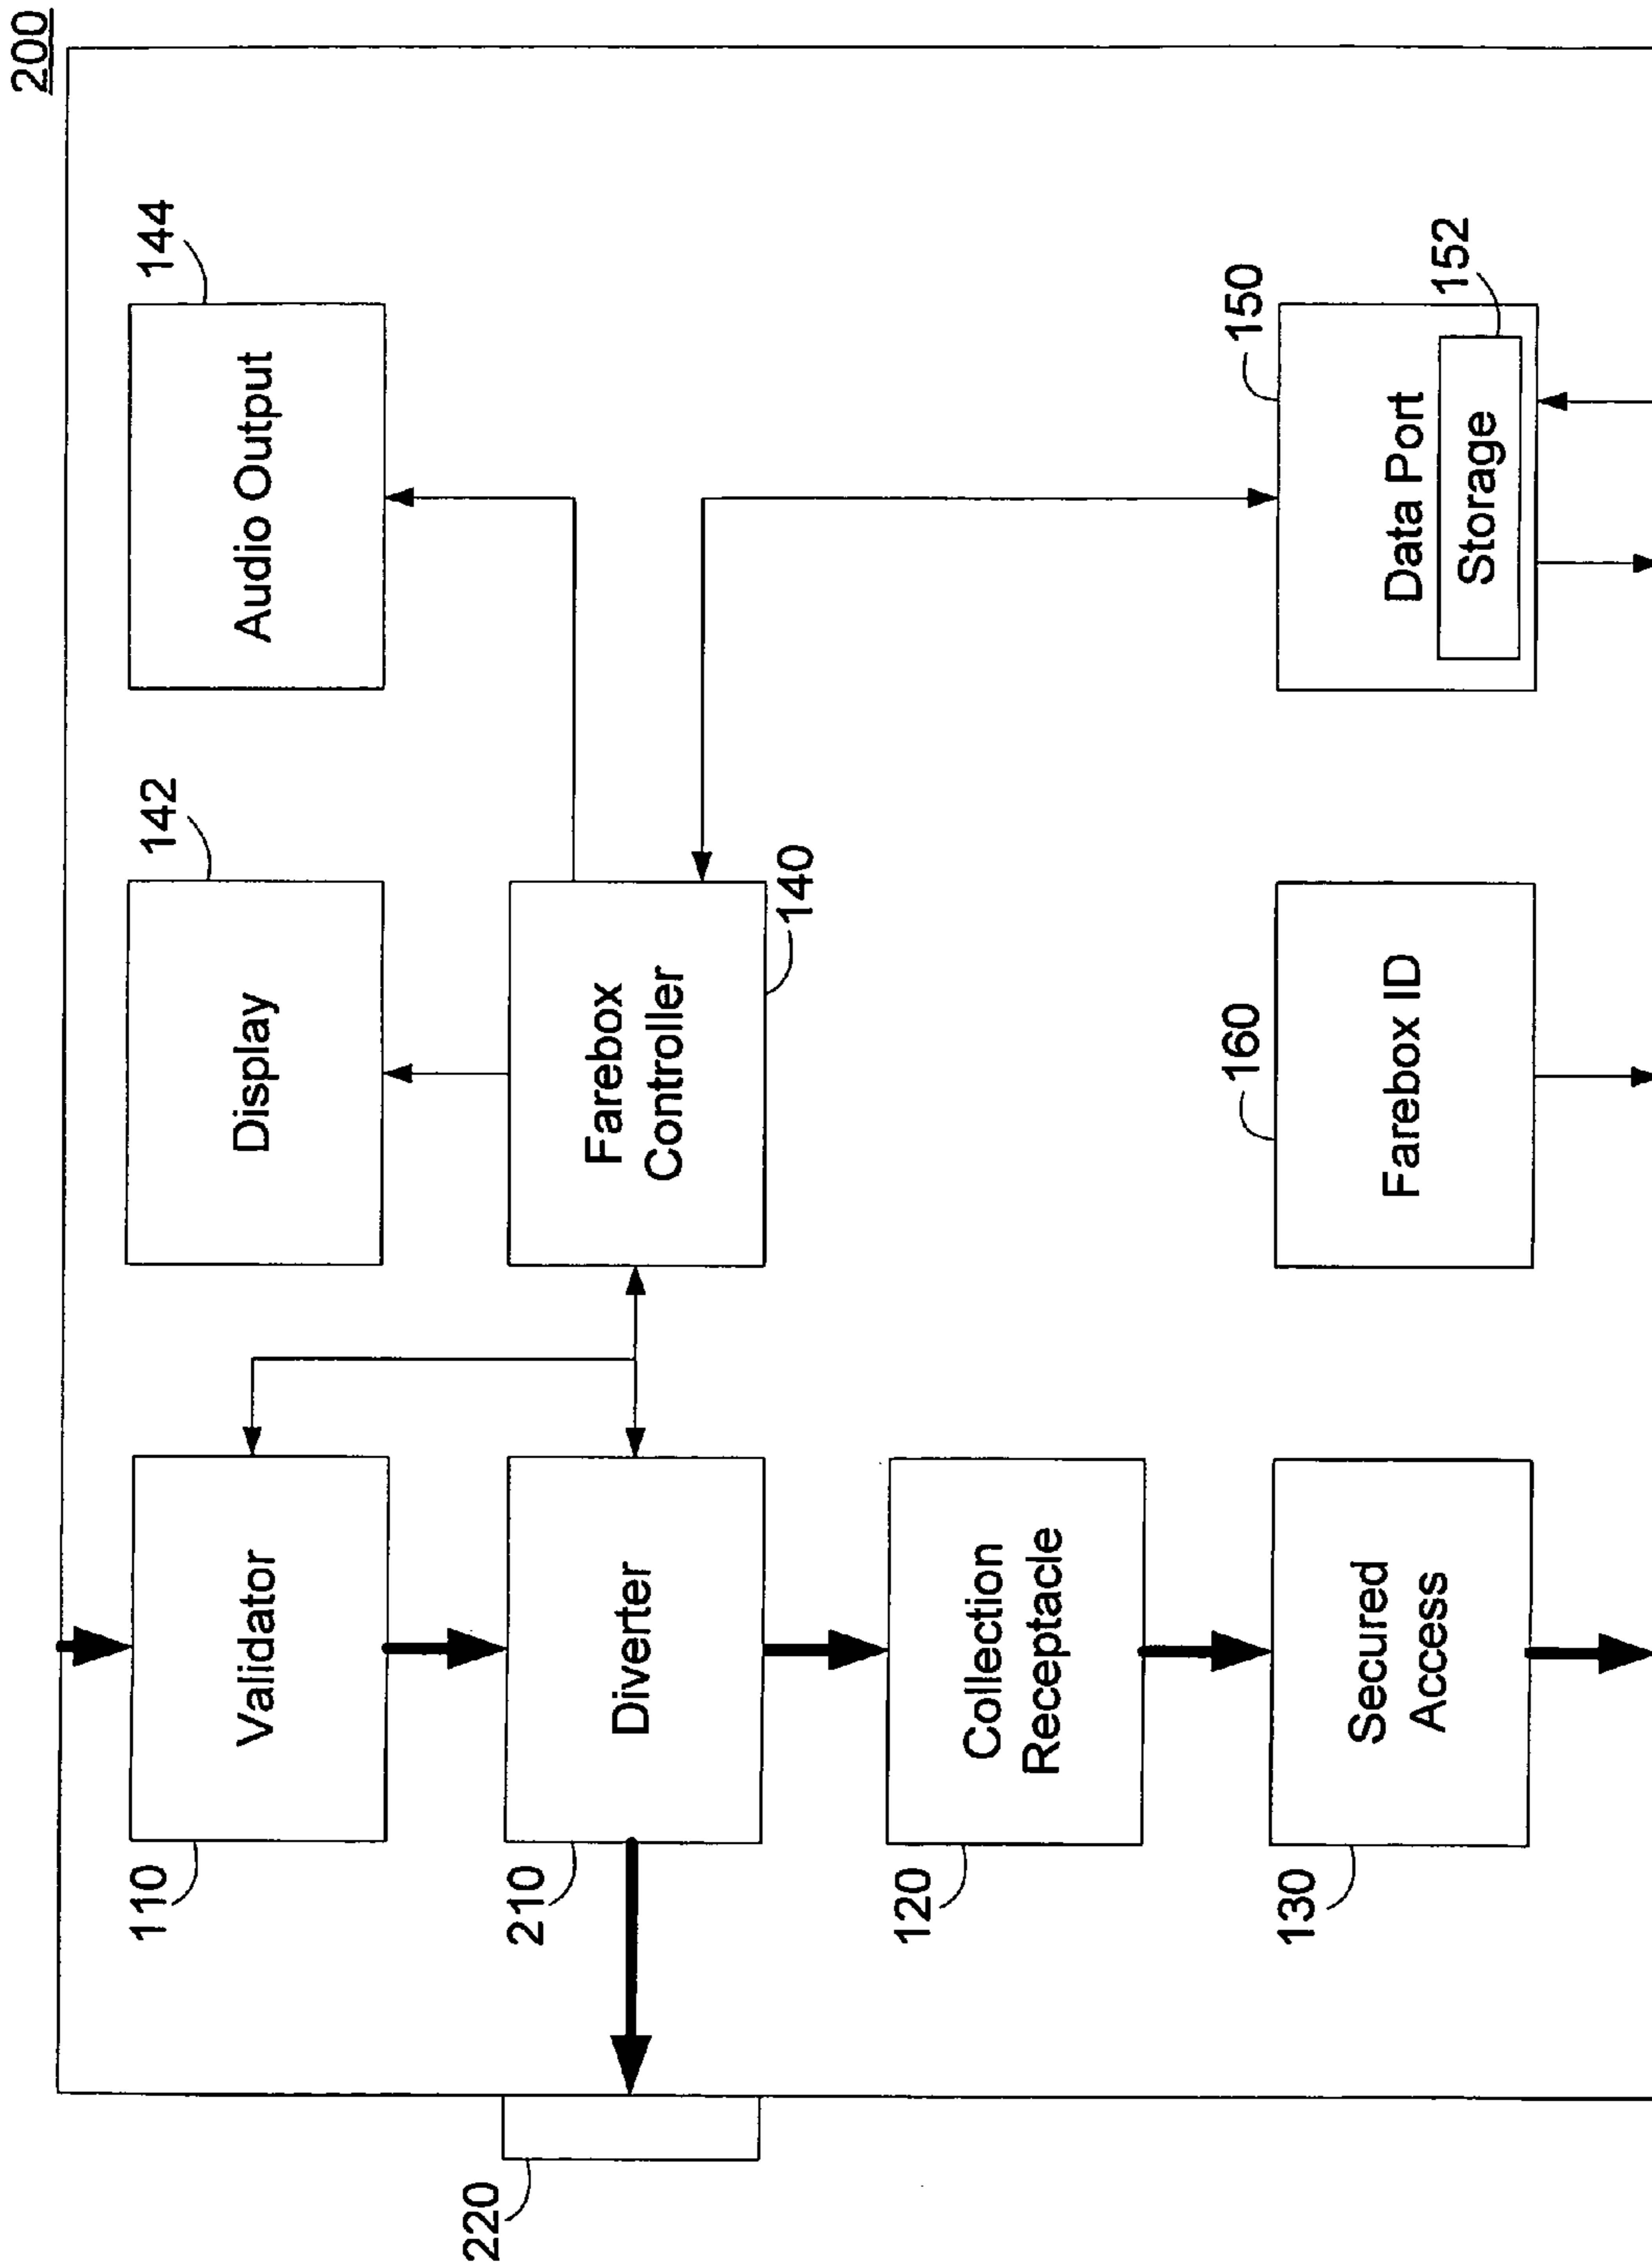 200
110
Validator
142
Display
144
Audio Output
220
210
Diverter
Farebox
Controller
140
120
Collection
Receptacle
130
Secured
Access
160
Farebox ID
150
Data Port
152
Storage